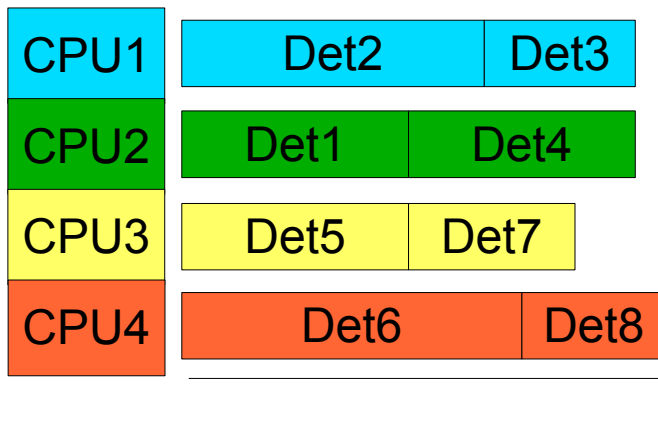 CPU1 Det2 Det3
CPU2 Det1 Det4
CPU3 Det5 Det7
CPU4 Det6 Det8